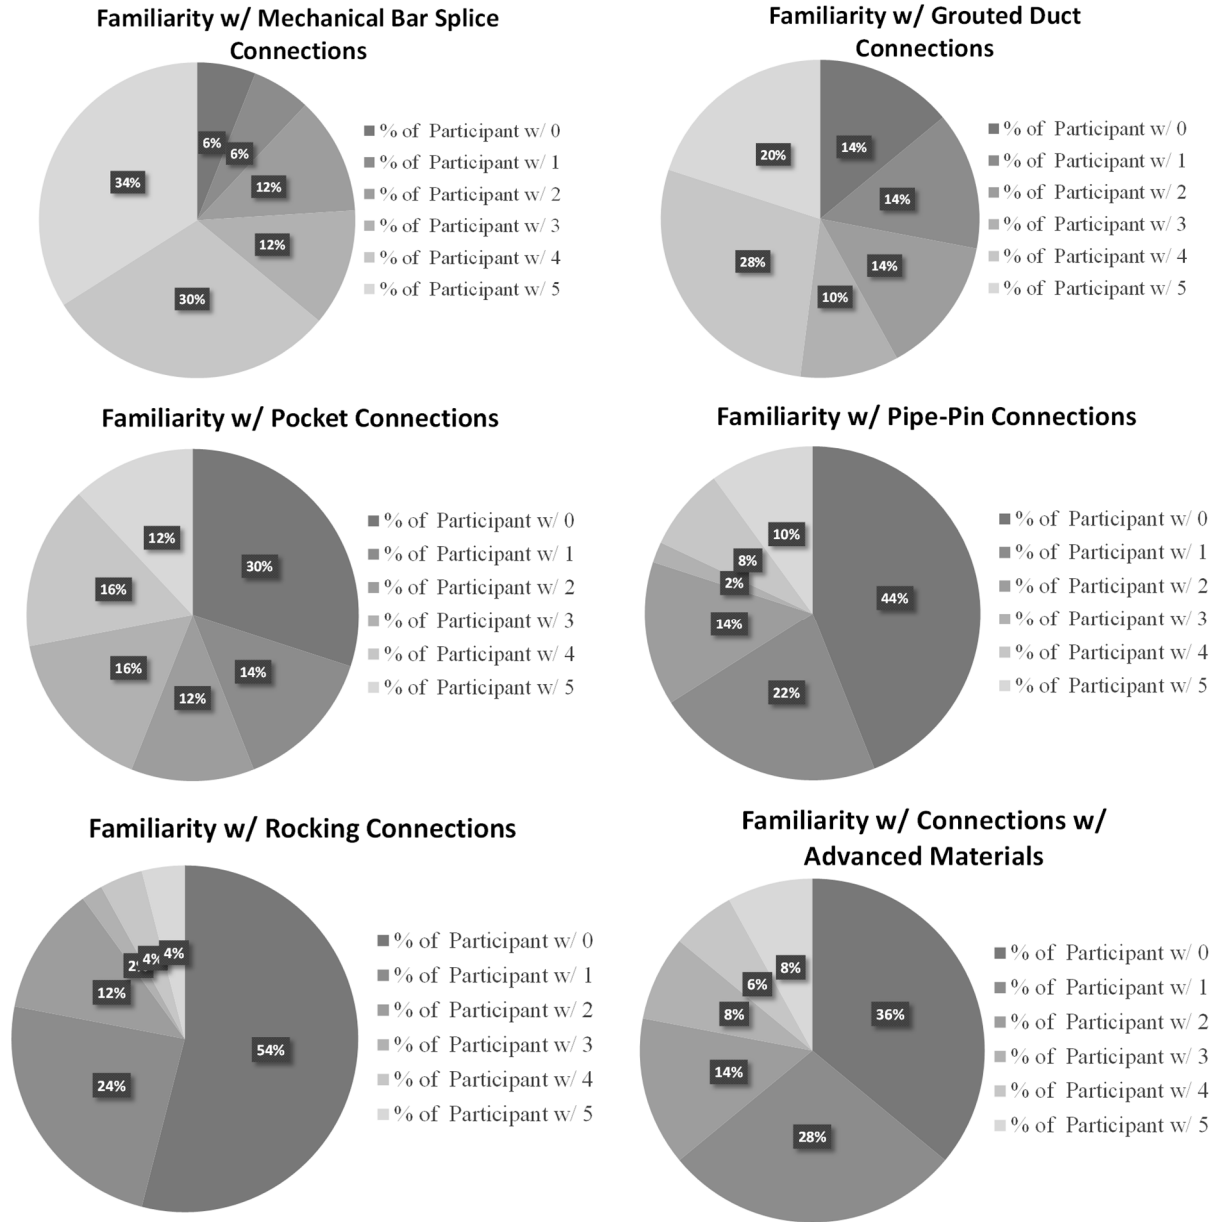 Familiarity w/ Mechanical Bar Splice
Connections
6%
6%
12%
12%
30%
34%
% of Participant w/ 0
% of Participant w/ 1
% of Participant w/ 2
% of Participant w/ 3
% of Participant w/ 4
% of Participant w/ 5
Familiarity w/ Grouted Duct
Connections
14%
14%
14%
10%
28%
20%
% of Participant w/ 0
% of Participant w/ 1
% of Participant w/ 2
% of Participant w/ 3
% of Participant w/ 4
% of Participant w/ 5
Familiarity w/ Pocket Connections
30%
14%
12%
16%
16%
12%
% of Participant w/ 0
% of Participant w/ 1
% of Participant w/ 2
% of Participant w/ 3
% of Participant w/ 4
% of Participant w/ 5
Familiarity w/ Pipe-Pin Connections
44%
22%
14%
2%
8%
10%
% of Participant w/ 0
% of Participant w/ 1
% of Participant w/ 2
% of Participant w/ 3
% of Participant w/ 4
% of Participant w/ 5
Familiarity w/ Rocking Connections
54%
24%
12%
2%
4%
4%
% of Participant w/ 0
% of Participant w/ 1
% of Participant w/ 2
% of Participant w/ 3
% of Participant w/ 4
% of Participant w/ 5
Familiarity w/ Connections w/
Advanced Materials
36%
28%
14%
8%
6%
8%
% of Participant w/ 0
% of Participant w/ 1
% of Participant w/ 2
% of Participant w/ 3
% of Participant w/ 4
% of Participant w/ 5